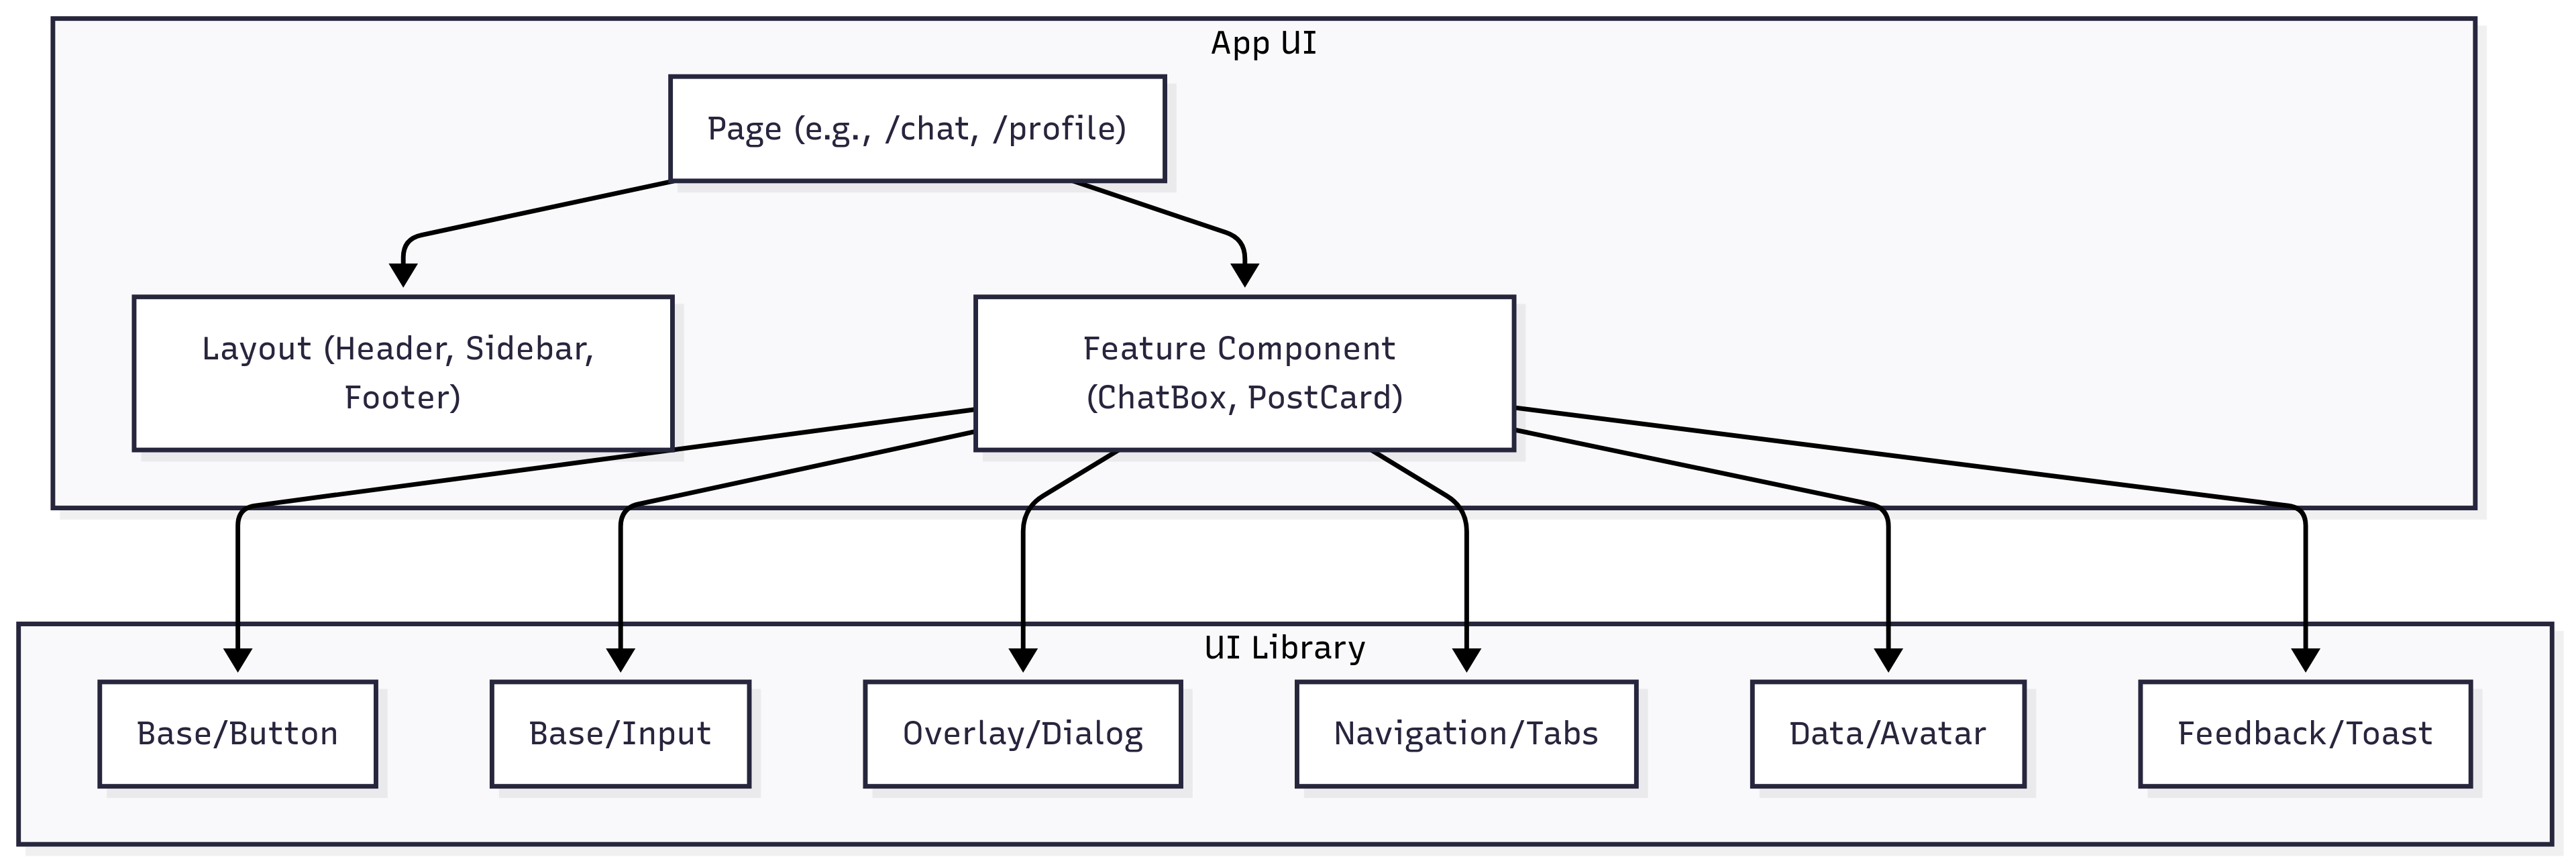 App UI
Page (e.g., /chat, /profile)
Layout (Header, Sidebar,
Footer)
Feature Component
(ChatBox, PostCard)
UI Library
Base/Button
Base/Input
Overlay/Dialog
Navigation/Tabs
Data/Avatar
Feedback/Toast